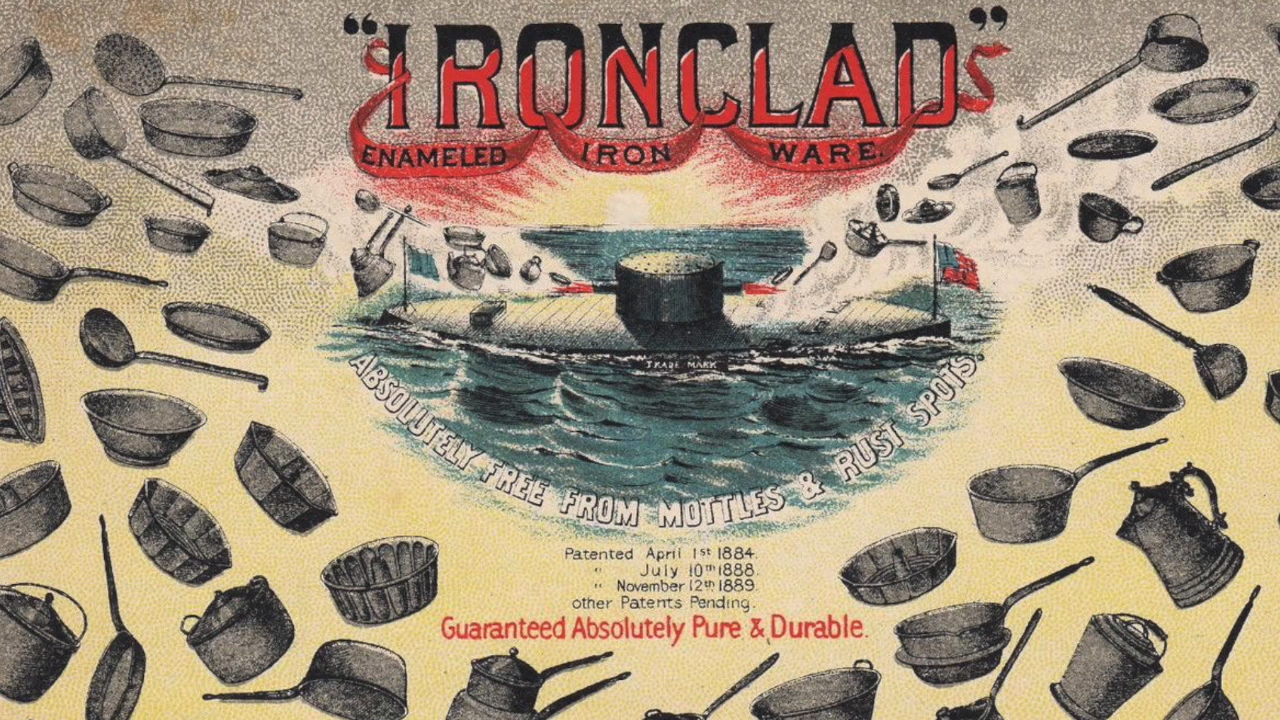 "IRONCLAD"
ENAMELED IRON WARE.
TRADE MARK
ABSOLUTELY FREE FROM MOTTLES & RUST SPOTS.
Patented April 1st 1884.
" July 10th 1888.
" November 12th 1889.
other Patents Pending.
Guaranteed Absolutely Pure & Durable.